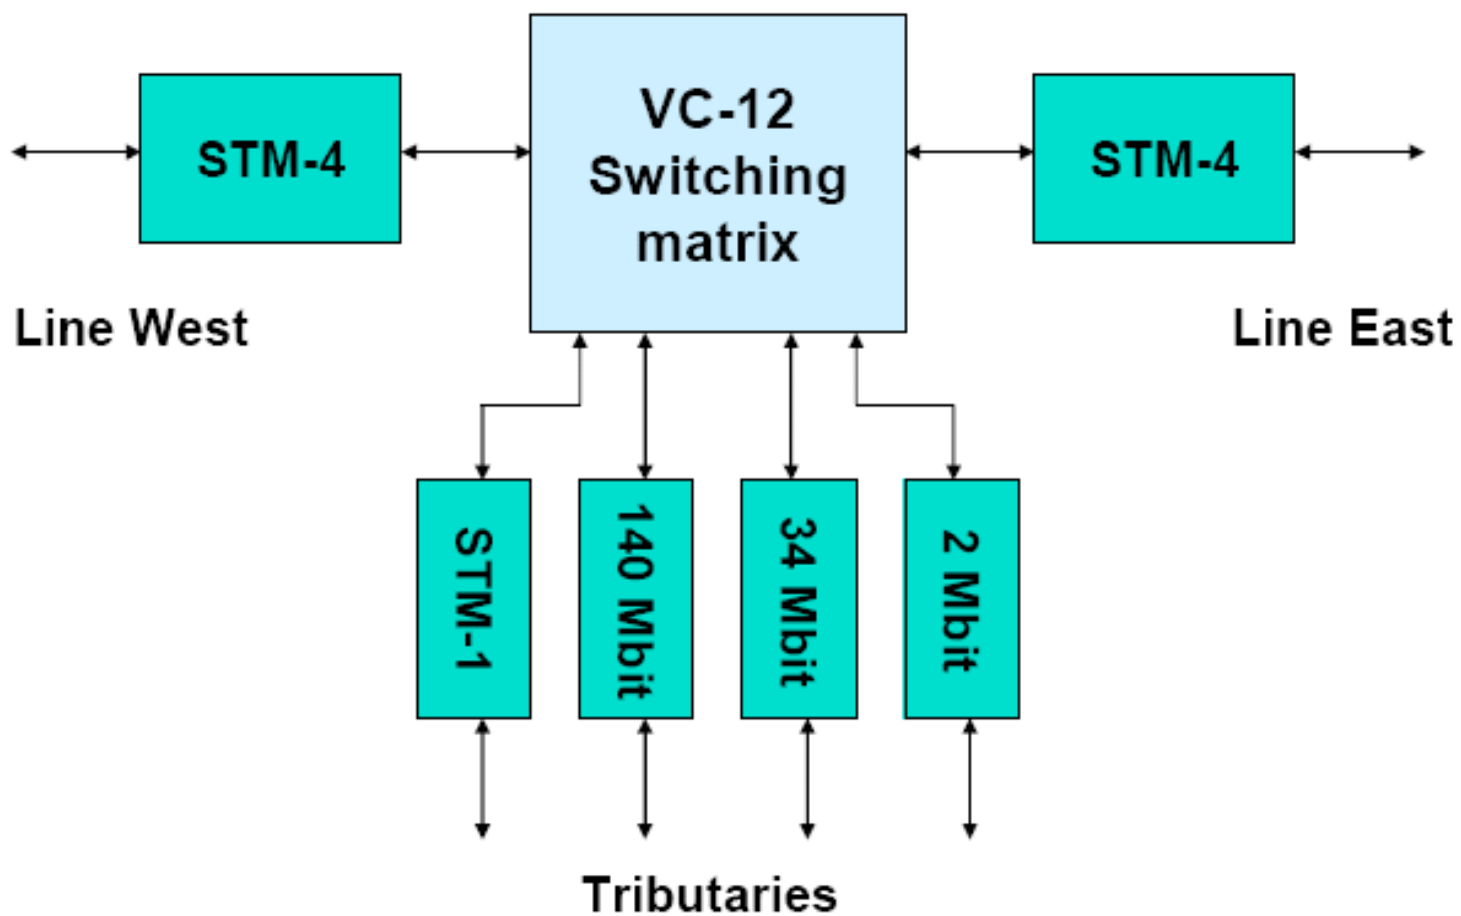 VC-12
Switching
matrix
STM-4
STM-4
Line West
Line East
STM-1
140 Mbit
34 Mbit
2 Mbit
Tributaries